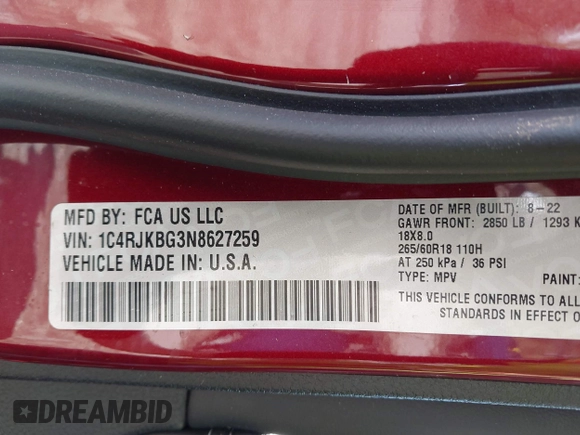 MFD BY: FCA US LLC
VIN: 1C4RJKBG3N8627259
VEHICLE MADE IN: U.S.A.
DATE OF MFR (BUILT): 8-22
GAWR FRONT: 2850 LB / 1293 K
18X8.0
265/60R18 110H
AT 250 kPa / 36 PSI
TYPE: MPV PAINT:
THIS VEHICLE CONFORMS TO ALL
STANDARDS IN EFFECT O
DREAMBID